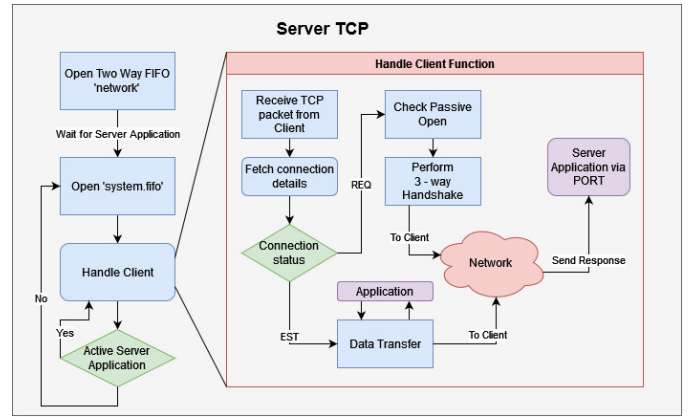 Server TCP
Open Two Way FIFO
'network'
Wait for Server Application
Open 'system.fifo'
Handle Client
No
Yes
Active Server
Application
Handle Client Function
Receive TCP
packet from
Client
Fetch connection
details
Connection
status
REQ
EST
Check Passive
Open
Perform
3 - way
Handshake
To Client
Network
Application
Data Transfer
To Client
Send Response
Server
Application via
PORT